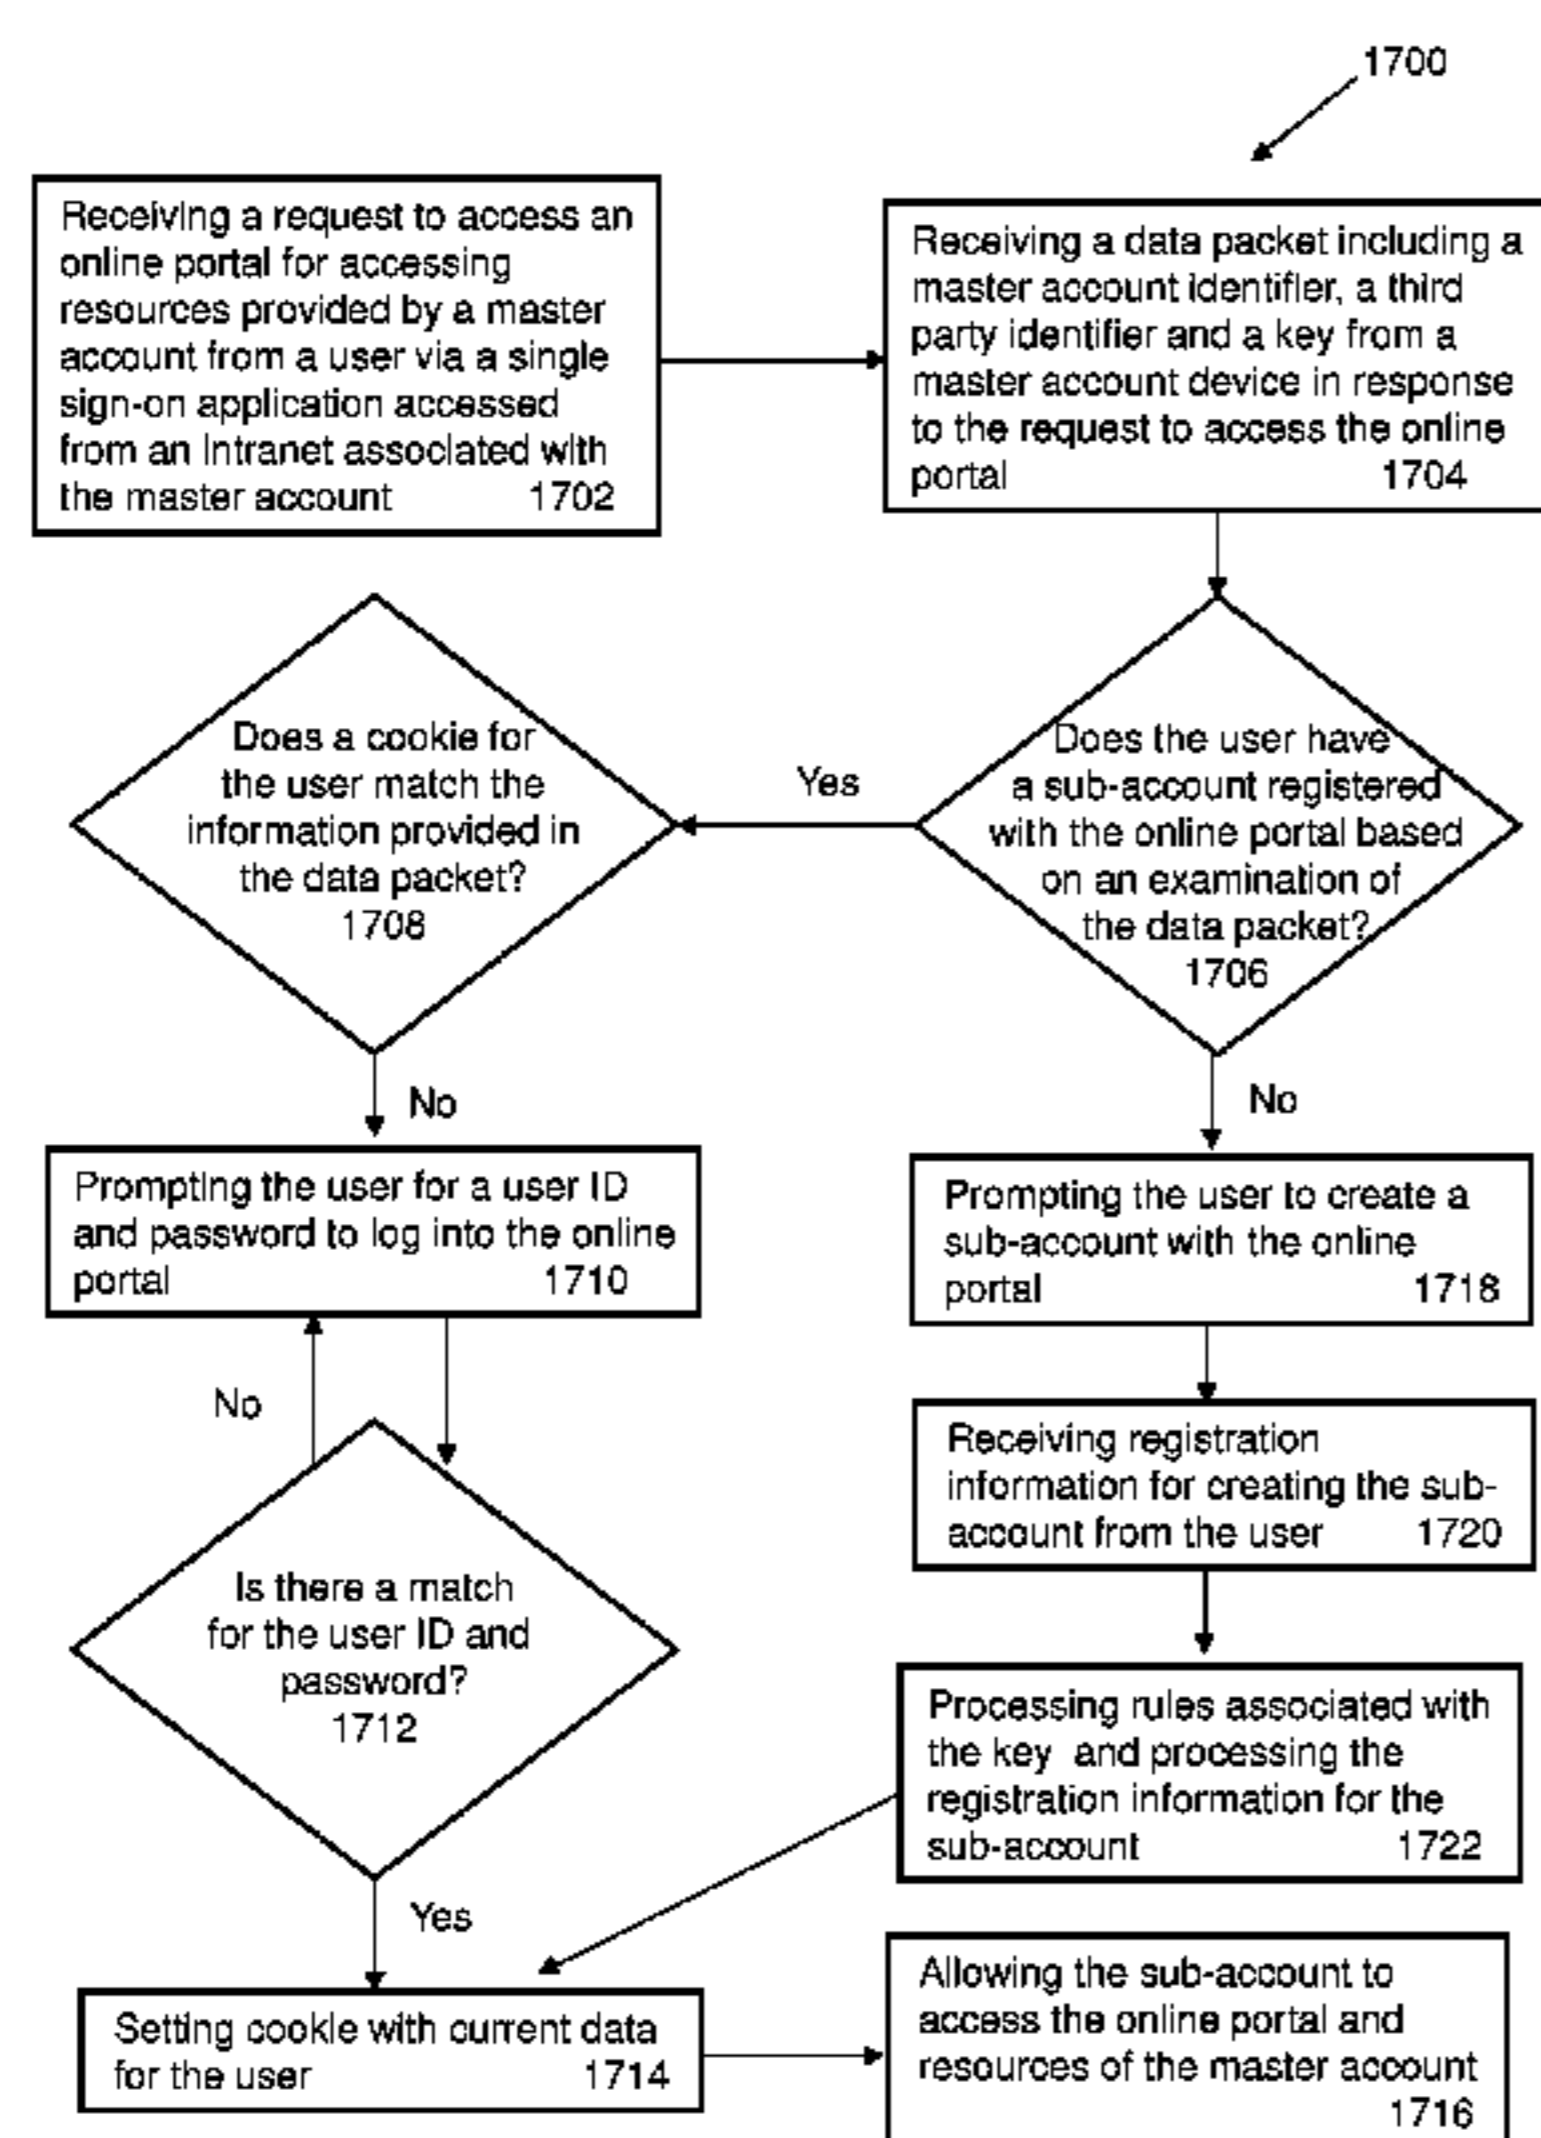 1700
Receiving a request to access an
online portal for accessing
resources provided by a master
account from a user via a single
sign-on application accessed
from an intranet associated with
the master account 1702
Receiving a data packet including a
master account identifier, a third
party identifier and a key from a
master account device in response
to the request to access the online
portal 1704
Does a cookie for
the user match the
information provided in
the data packet?
1708
Yes
Does the user have
a sub-account registered
with the online portal based
on an examination of
the data packet?
1706
No
No
Prompting the user for a user ID
and password to log into the online
portal 1710
Prompting the user to create a
sub-account with the online
portal 1718
No
Receiving registration
information for creating the sub-
account from the user 1720
Is there a match
for the user ID and
password?
1712
Processing rules associated with
the key and processing the
registration information for the
sub-account 1722
Yes
Setting cookie with current data
for the user 1714
Allowing the sub-account to
access the online portal and
resources of the master account
1716